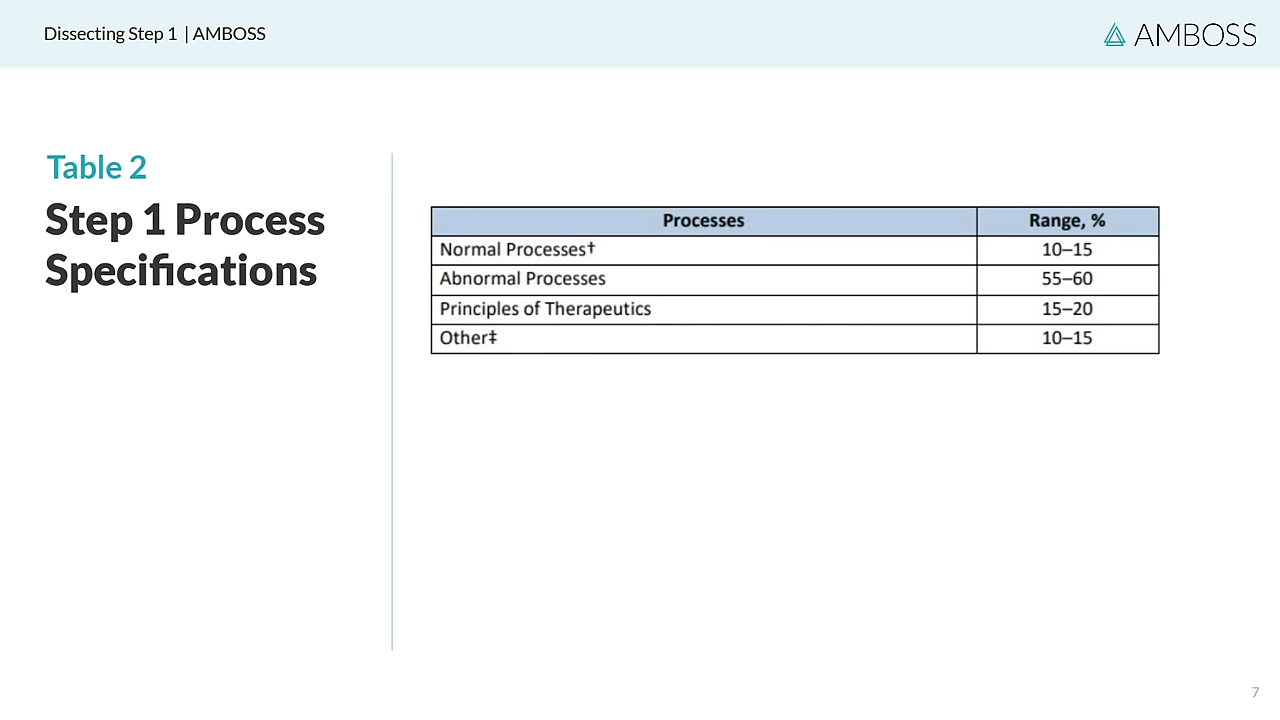 Dissecting Step 1 | AMBOSS
AMBOSS
Table 2
Step 1 Process
Specifications
Processes Range, %
Normal Processes† 10–15
Abnormal Processes 55–60
Principles of Therapeutics 15–20
Other‡ 10–15
7